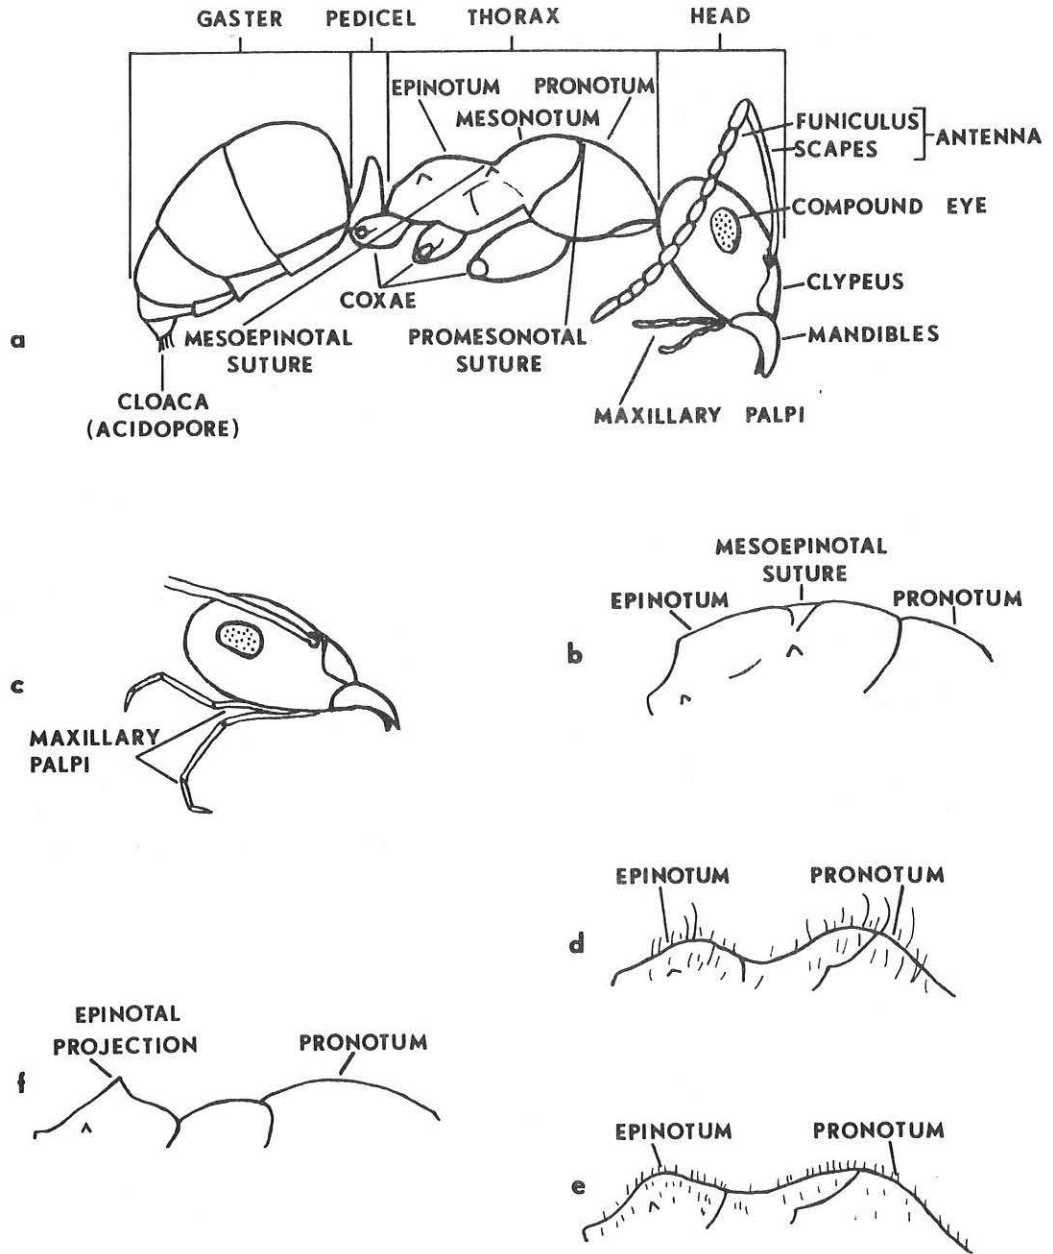 GASTER PEDICEL THORAX HEAD
EPINOTUM PRONOTUM
MESONOTUM
FUNICULUS
SCAPES
ANTENNA
COMPOUND EYE
CLYPEUS
COXAE
MANDIBLES
a
MESOEPINOTAL
SUTURE
PROMESONOTAL
SUTURE
CLOACA
(ACIDOPORE)
MAXILLARY PALPI
MESOEPINOTAL
SUTURE
EPINOTUM
PRONOTUM
b
c
MAXILLARY
PALPI
EPINOTUM PRONOTUM
d
EPINOTAL
PROJECTION
PRONOTUM
f
EPINOTUM PRONOTUM
e